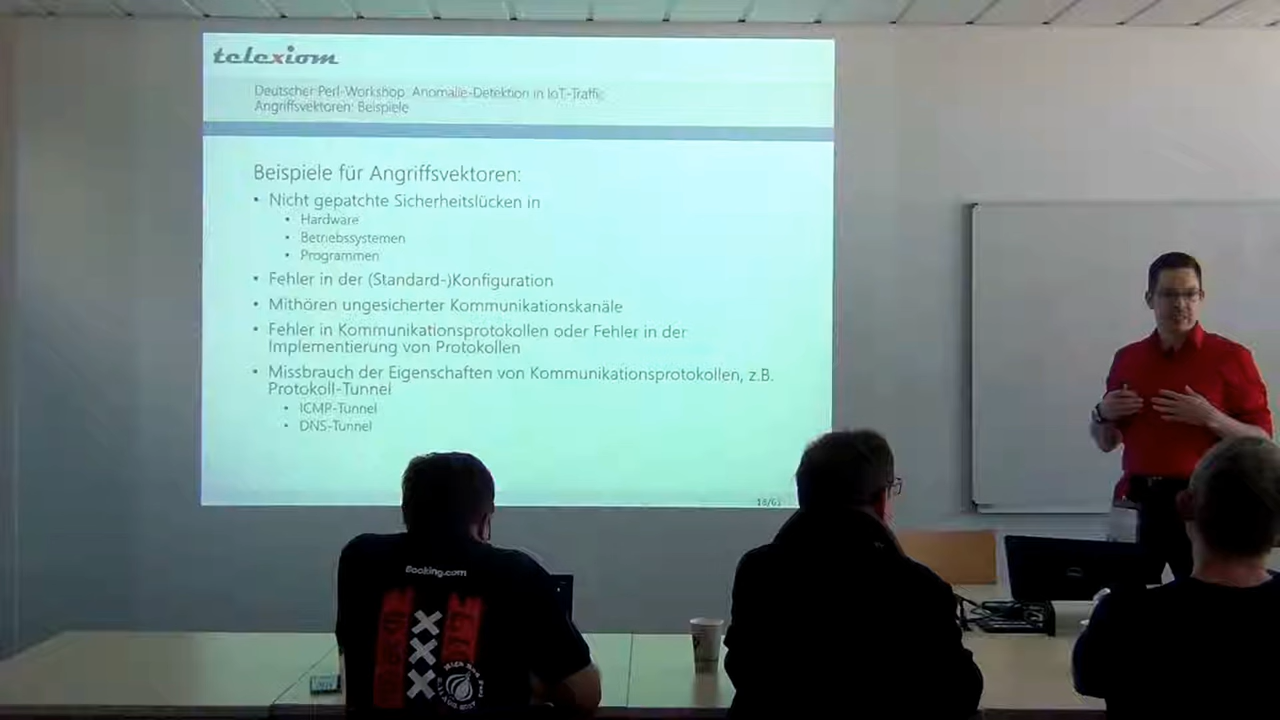 telexiom
Deutscher Perl-Workshop: Anomalie-Detektion in IoT-Traffic
Angriffsvektoren: Beispiele
Beispiele für Angriffsvektoren:
• Nicht gepatchte Sicherheitslücken in
• Hardware
• Betriebssystemen
• Programmen
• Fehler in der (Standard-)Konfiguration
• Mithören ungesicherter Kommunikationskanäle
• Fehler in Kommunikationsprotokollen oder Fehler in der
Implementierung von Protokollen
• Missbrauch der Eigenschaften von Kommunikationsprotokollen, z.B.
Protokoll-Tunnel
• ICMP-Tunnel
• DNS-Tunnel
Booking.com